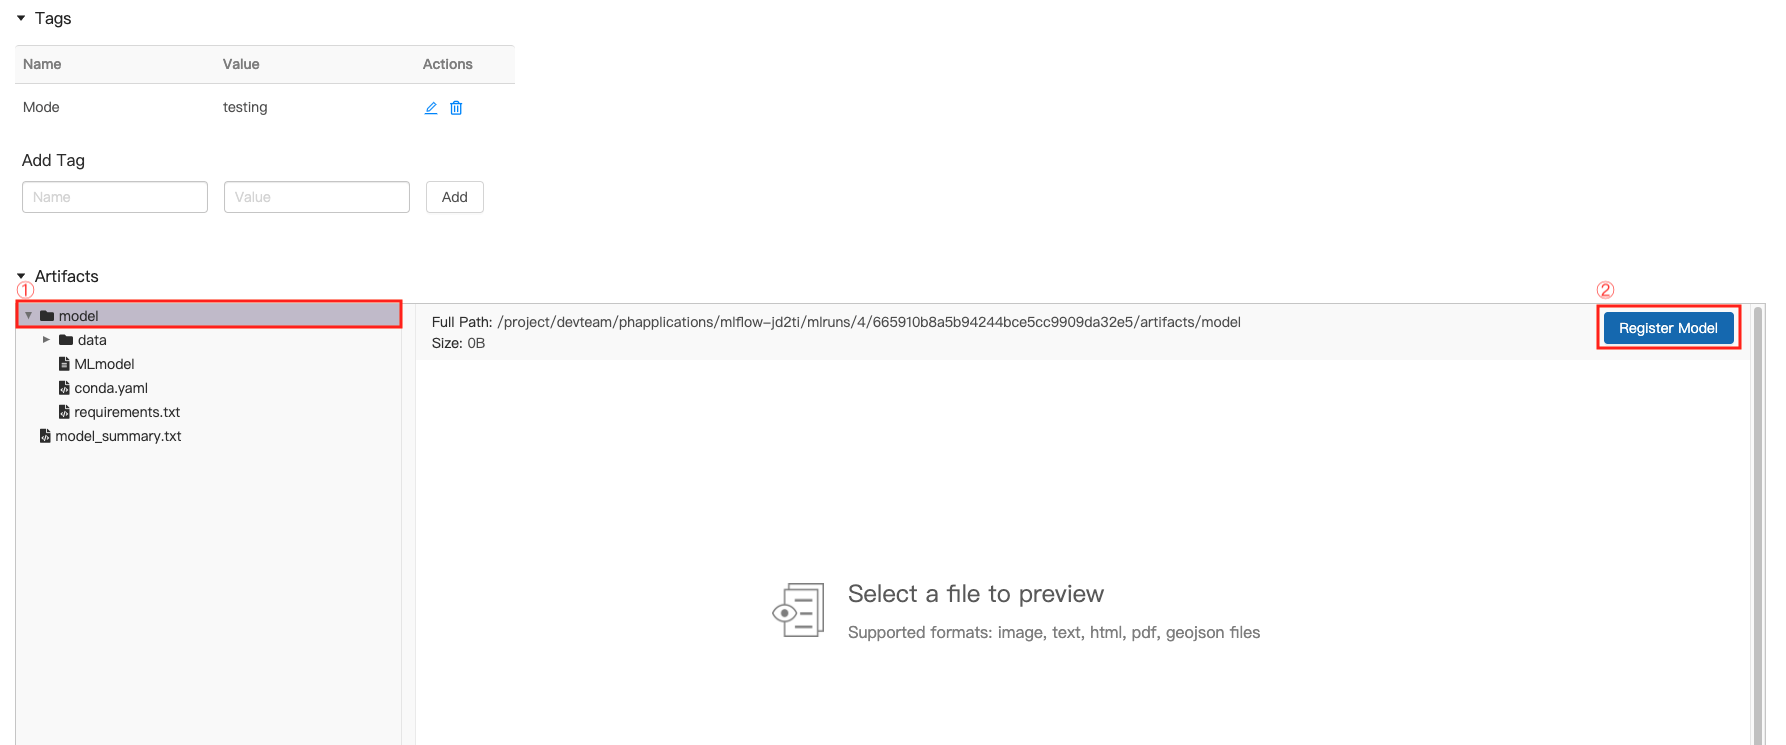 Tags
Name Value Actions
Mode testing
Add Tag
Name Value Add
Artifacts
① ②
model
data
MLmodel
conda.yaml
requirements.txt
model_summary.txt
Full Path: /project/devteam/phapplications/mlflow-jd2ti/mlruns/4/665910b8a5b94244bce5cc9909da32e5/artifacts/model
Size: 0B
Register Model
Select a file to preview
Supported formats: image, text, html, pdf, geojson files